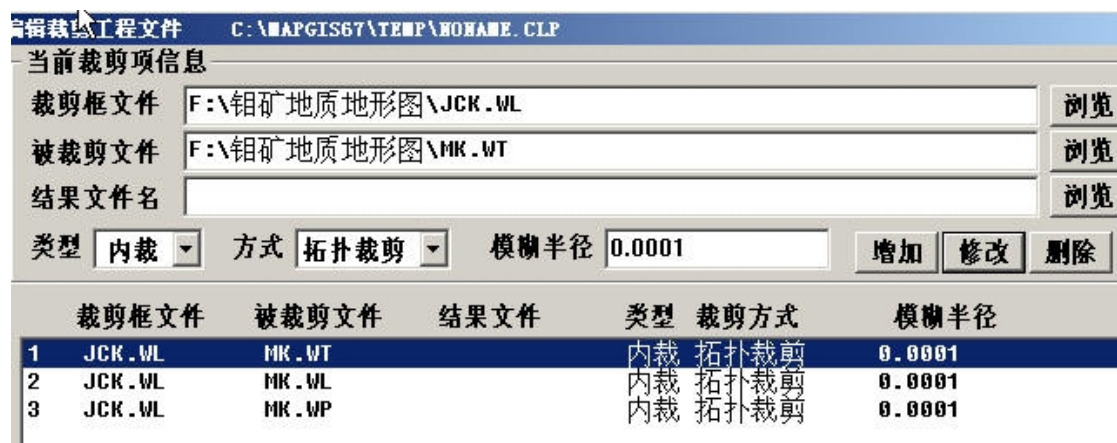 编辑裁剪工程文件 C:\MAPGIS67\TEMP\NONAME.CLP
当前裁剪项信息
裁剪框文件 F:\钼矿地质地形图\JCK.WL 浏览
被裁剪文件 F:\钼矿地质地形图\MK.WT 浏览
结果文件名 浏览
类型 内裁 方式 拓扑裁剪 模糊半径 0.0001 增加 修改 删除
裁剪框文件 被裁剪文件 结果文件 类型 裁剪方式 模糊半径
1 JCK.WL MK.WT 内裁 拓扑裁剪 0.0001
2 JCK.WL MK.WL 内裁 拓扑裁剪 0.0001
3 JCK.WL MK.WP 内裁 拓扑裁剪 0.0001